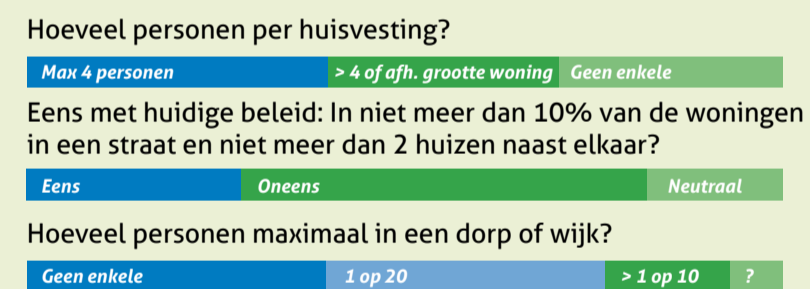 Hoeveel personen per huisvesting?
Max 4 personen > 4 of afh. grootte woning Geen enkele
Eens met huidige beleid: In niet meer dan 10% van de woningen
in een straat en niet meer dan 2 huizen naast elkaar?
Eens Oneens Neutraal
Hoeveel personen maximaal in een dorp of wijk?
Geen enkele 1 op 20 > 1 op 10 ?